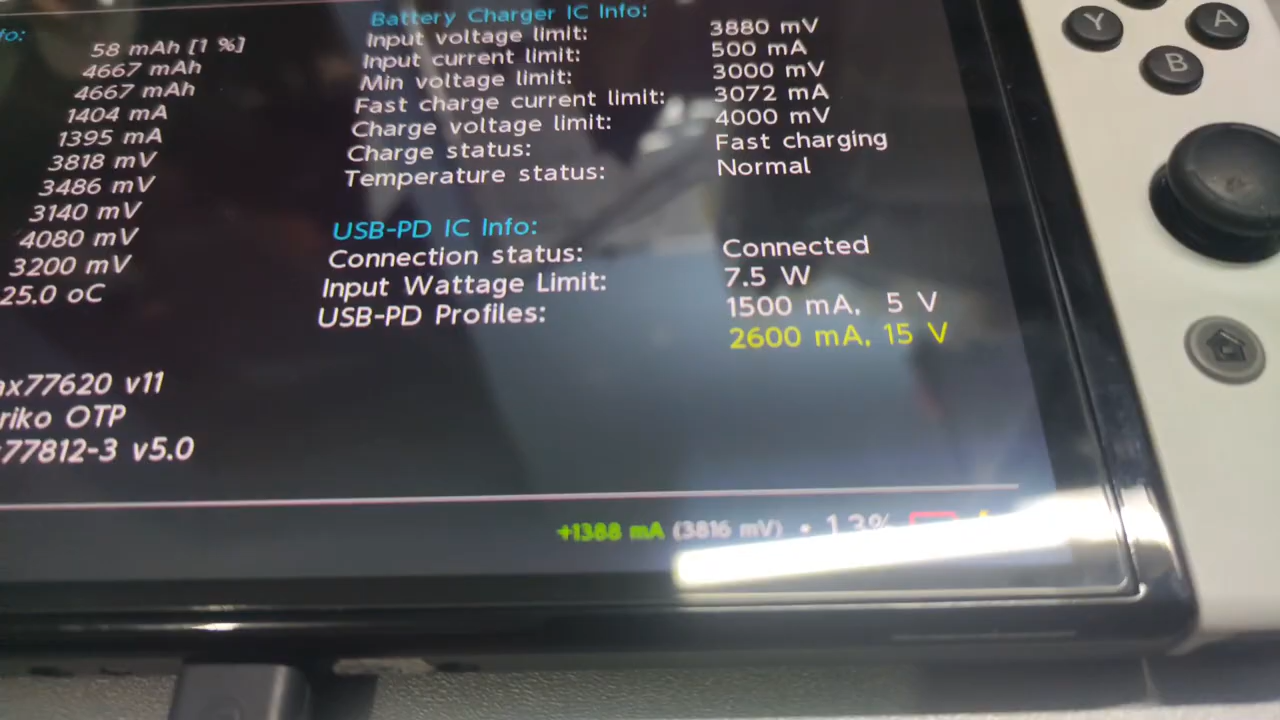 fo:
58 mAh [1 %]
4667 mAh
4667 mAh
1404 mA
1395 mA
3818 mV
3486 mV
3140 mV
4080 mV
3200 mV
25.0 oC
ax77620 v11
riko OTP
77812-3 v5.0
Battery Charger IC Info:
Input voltage limit: 3880 mV
Input current limit: 500 mA
Min voltage limit: 3000 mV
Fast charge current limit: 3072 mA
Charge voltage limit: 4000 mV
Charge status: Fast charging
Temperature status: Normal
USB-PD IC Info:
Connection status: Connected
Input Wattage Limit: 7.5 W
USB-PD Profiles: 1500 mA, 5 V
2600 mA, 15 V
+1388 mA (3816 mV) • 1.3%
Y
A
B